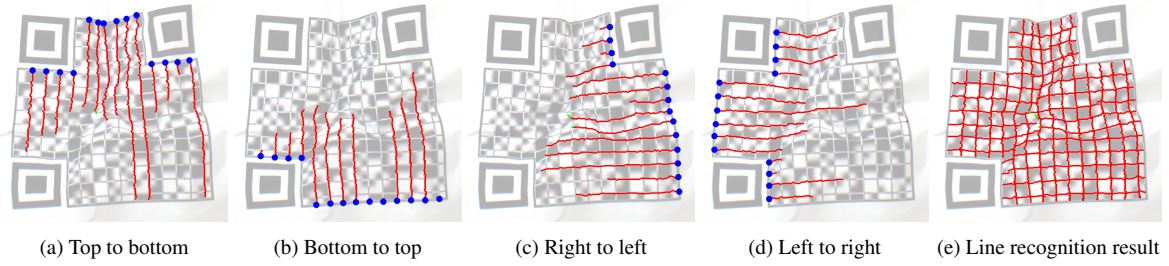 (a) Top to bottom
(b) Bottom to top
(c) Right to left
(d) Left to right
(e) Line recognition result